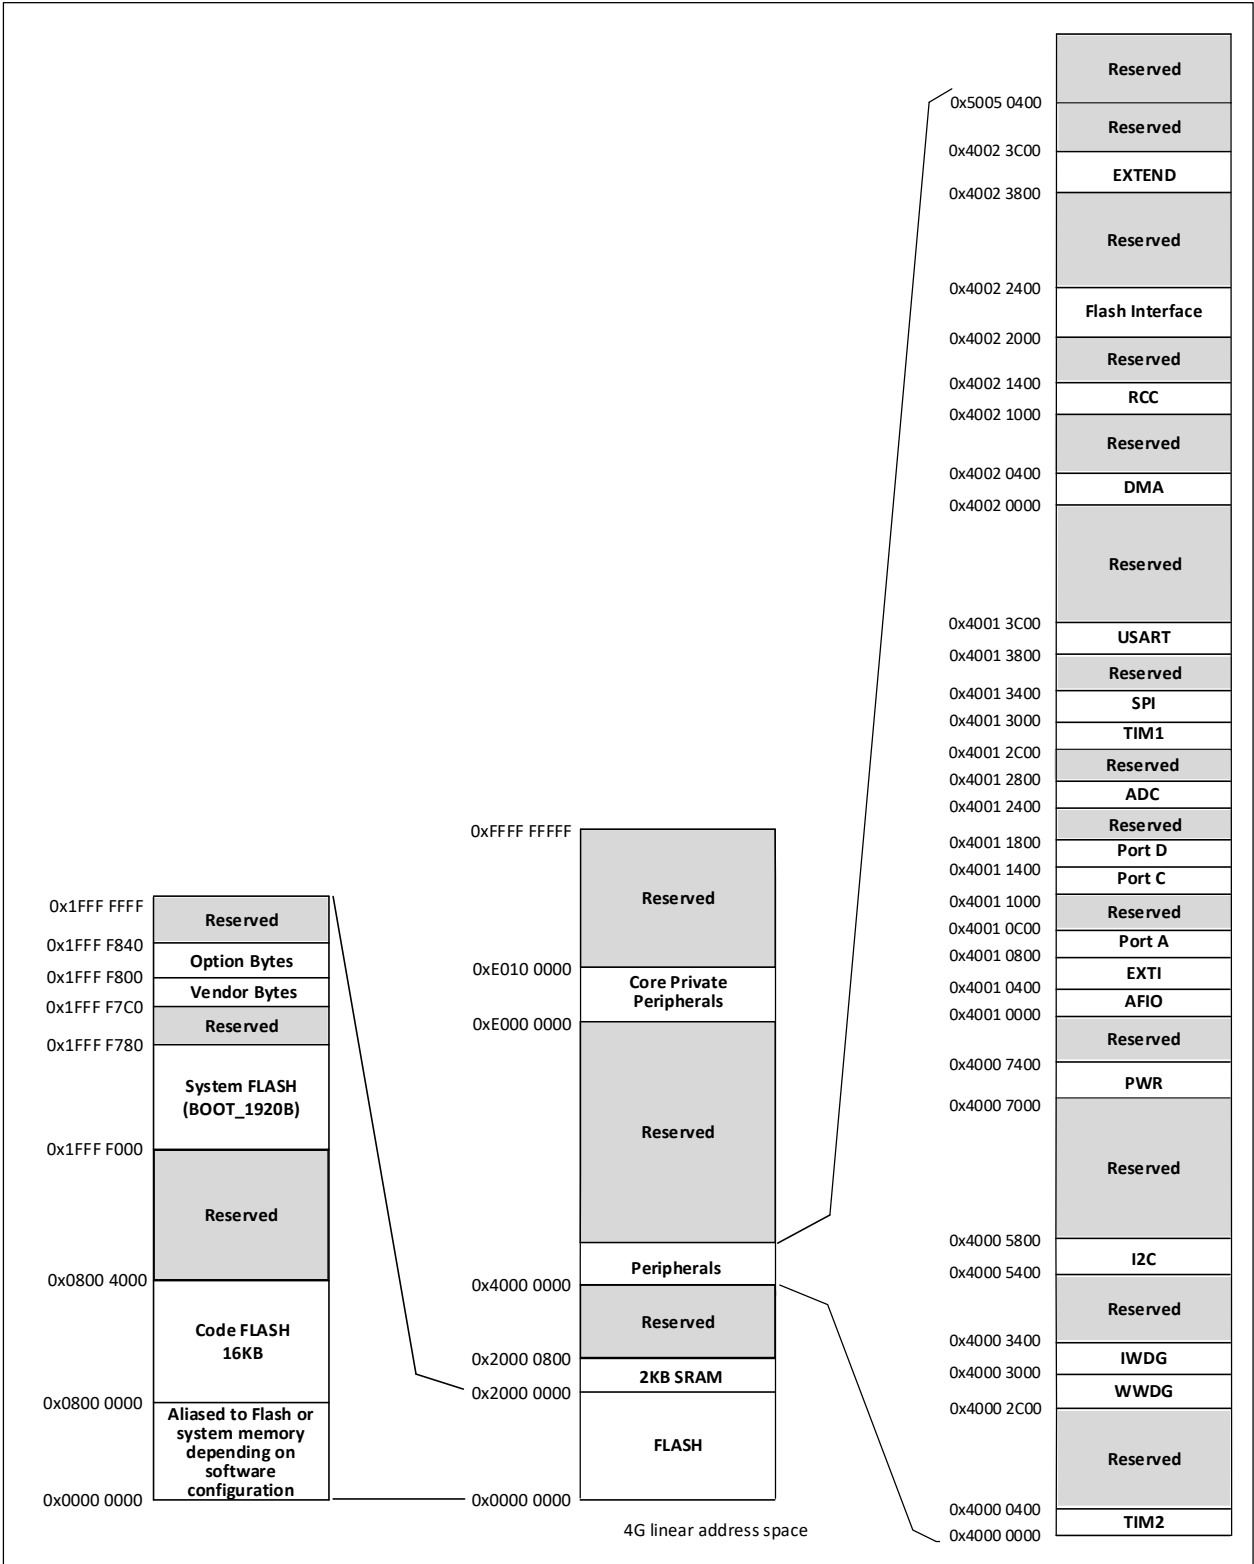 0x1FFF FFFF
Reserved
0x1FFF F840
Option Bytes
0x1FFF F800
Vendor Bytes
0x1FFF F7C0
Reserved
0x1FFF F780
System FLASH
(BOOT_1920B)
0x1FFF F000
Reserved
0x0800 4000
Code FLASH
16KB
0x0800 0000
Aliased to Flash or
system memory
depending on
software
configuration
0x0000 0000
0xFFFF FFFFF
Reserved
0xE010 0000
Core Private
Peripherals
0xE000 0000
Reserved
Peripherals
0x4000 0000
Reserved
0x2000 0800
2KB SRAM
0x2000 0000
FLASH
0x0000 0000
4G linear address space
Reserved
0x5005 0400
Reserved
0x4002 3C00
EXTEND
0x4002 3800
Reserved
0x4002 2400
Flash Interface
0x4002 2000
Reserved
0x4002 1400
RCC
0x4002 1000
Reserved
0x4002 0400
DMA
0x4002 0000
Reserved
0x4001 3C00
USART
0x4001 3800
Reserved
0x4001 3400
SPI
0x4001 3000
TIM1
0x4001 2C00
Reserved
0x4001 2800
ADC
0x4001 2400
Reserved
0x4001 1800
Port D
0x4001 1400
Port C
0x4001 1000
Reserved
0x4001 0C00
Port A
0x4001 0800
EXTI
0x4001 0400
AFIO
0x4001 0000
Reserved
0x4000 7400
PWR
0x4000 7000
Reserved
0x4000 5800
I2C
0x4000 5400
Reserved
0x4000 3400
IWDG
0x4000 3000
WWDG
0x4000 2C00
Reserved
0x4000 0400
TIM2
0x4000 0000